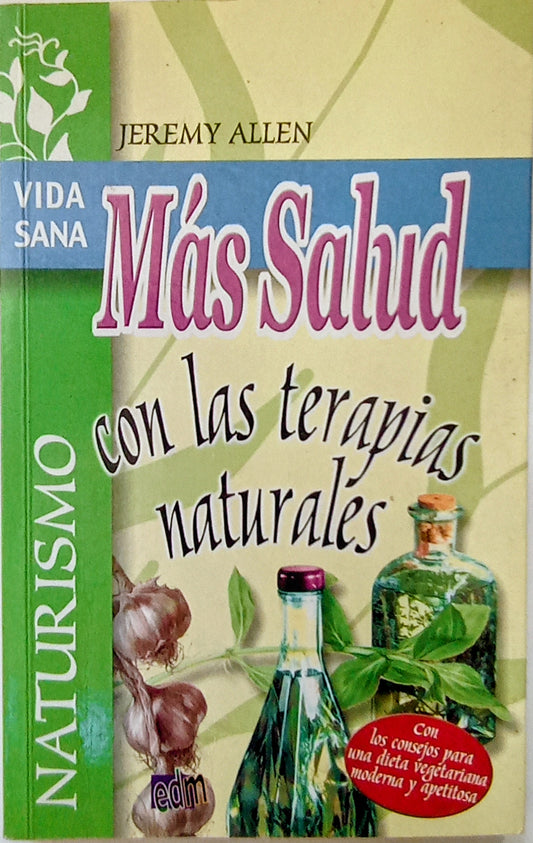 JEREMY ALLEN
VIDA
SANA
Más Salud
con las terapias
naturales
NATURISMO
Con
los consejos para
una dieta vegetariana
moderna y apetitosa
edm